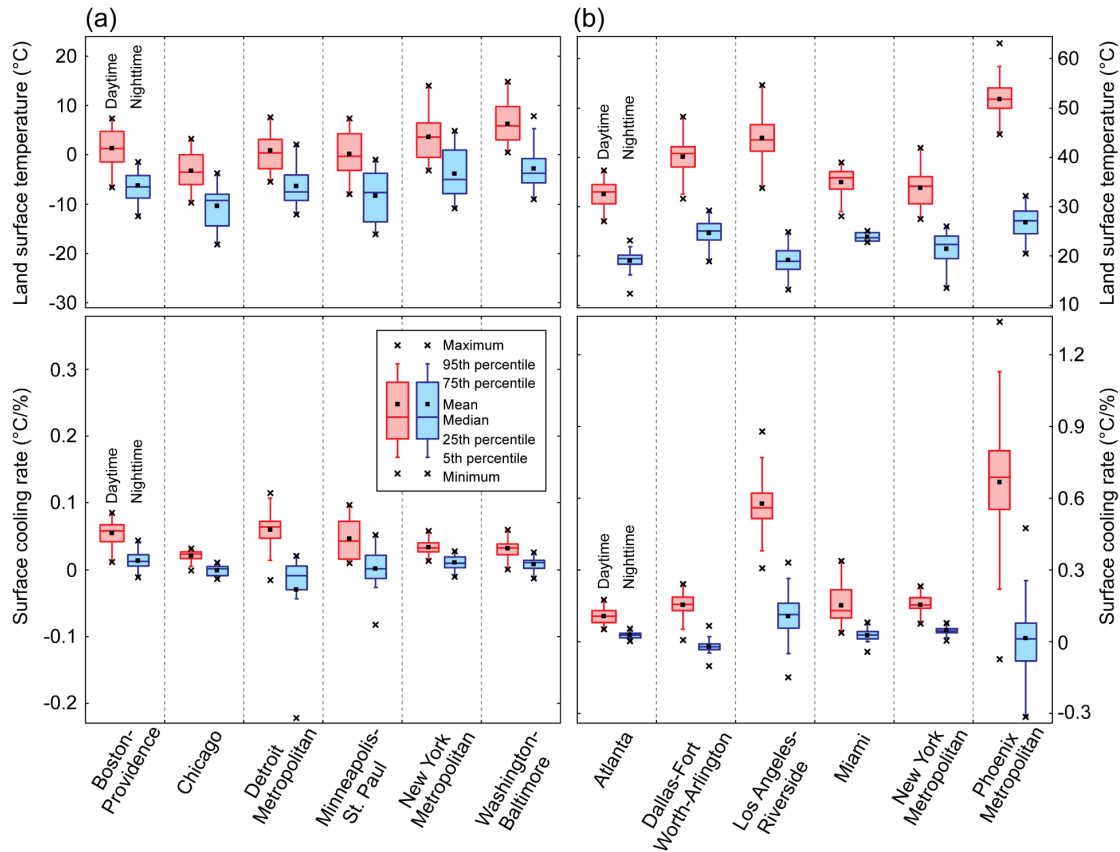 (a)
(b)
Land surface temperature (°C)
20
10
0
-10
-20
-30
Daytime
Nighttime
Daytime
Nighttime
60
50
40
30
20
10
Land surface temperature (°C)
Surface cooling rate (°C/%)
0.3
0.2
0.1
0
-0.1
-0.2
Daytime
Nighttime
Maximum
95th percentile
75th percentile
Mean
Median
25th percentile
5th percentile
Minimum
Daytime
Nighttime
1.2
0.9
0.6
0.3
0
-0.3
Surface cooling rate (°C/%)
Boston-
Providence
Chicago
Detroit
Metropolitan
Minneapolis-
St. Paul
New York
Metropolitan
Washington-
Baltimore
Atlanta
Dallas-Fort
Worth-Arlington
Los Angeles-
Riverside
Miami
New York
Metropolitan
Phoenix
Metropolitan